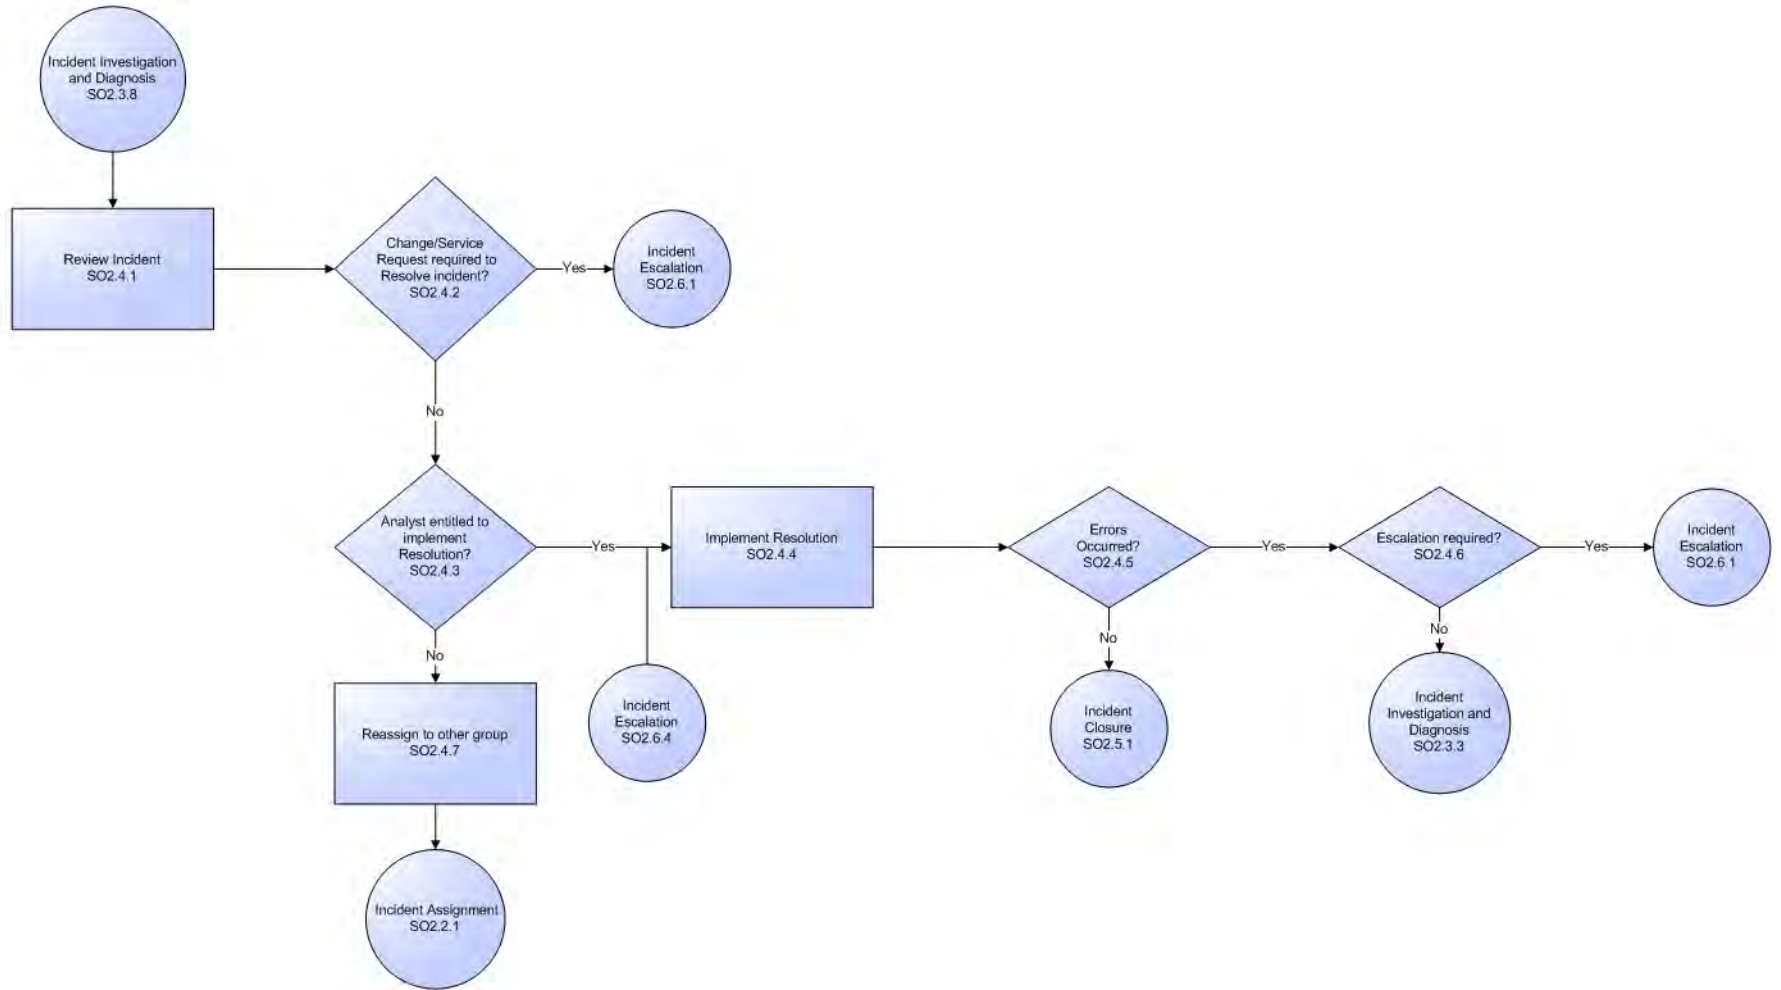 Incident Investigation
and Diagnosis
SO2.3.8
Review Incident
SO2.4.1
Change/Service
Request required to
Resolve incident?
SO2.4.2
Yes
Incident
Escalation
SO2.6.1
No
Analyst entitled to
implement
Resolution?
SO2.4.3
Yes
Implement Resolution
SO2.4.4
Errors
Occurred?
SO2.4.5
Yes
Escalation required?
SO2.4.6
Yes
Incident
Escalation
SO2.6.1
No
Reassign to other group
SO2.4.7
Incident
Escalation
SO2.6.4
No
Incident
Closure
SO2.5.1
No
Incident
Investigation and
Diagnosis
SO2.3.3
Incident Assignment
SO2.2.1